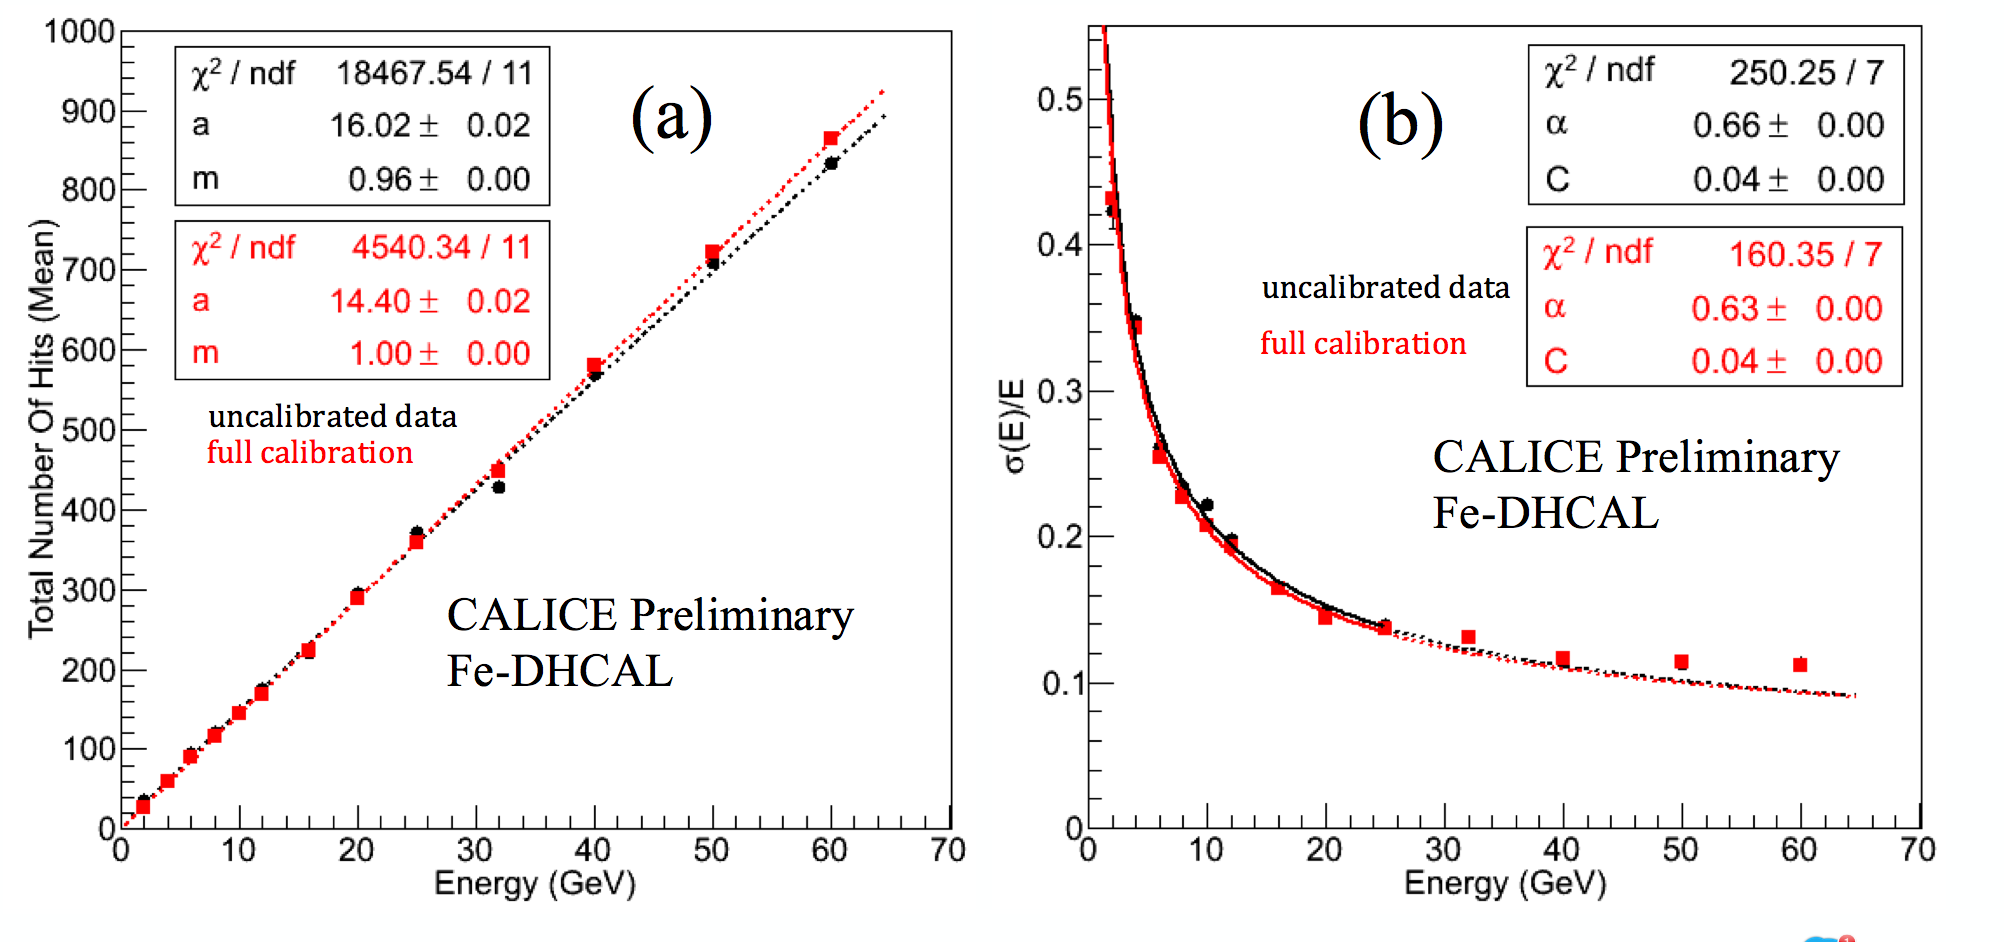 1000
900
800
700
600
500
400
300
200
100
0
0 10 20 30 40 50 60 70
Total Number Of Hits (Mean)
Energy (GeV)
χ² / ndf 18467.54 / 11
a 16.02 ± 0.02
m 0.96 ± 0.00
χ² / ndf 4540.34 / 11
a 14.40 ± 0.02
m 1.00 ± 0.00
(a)
uncalibrated data
full calibration
CALICE Preliminary
Fe-DHCAL
0.5
0.4
0.3
0.2
0.1
0
0 10 20 30 40 50 60 70
σ(E)/E
Energy (GeV)
(b)
χ² / ndf 250.25 / 7
α 0.66 ± 0.00
C 0.04 ± 0.00
χ² / ndf 160.35 / 7
α 0.63 ± 0.00
C 0.04 ± 0.00
uncalibrated data
full calibration
CALICE Preliminary
Fe-DHCAL